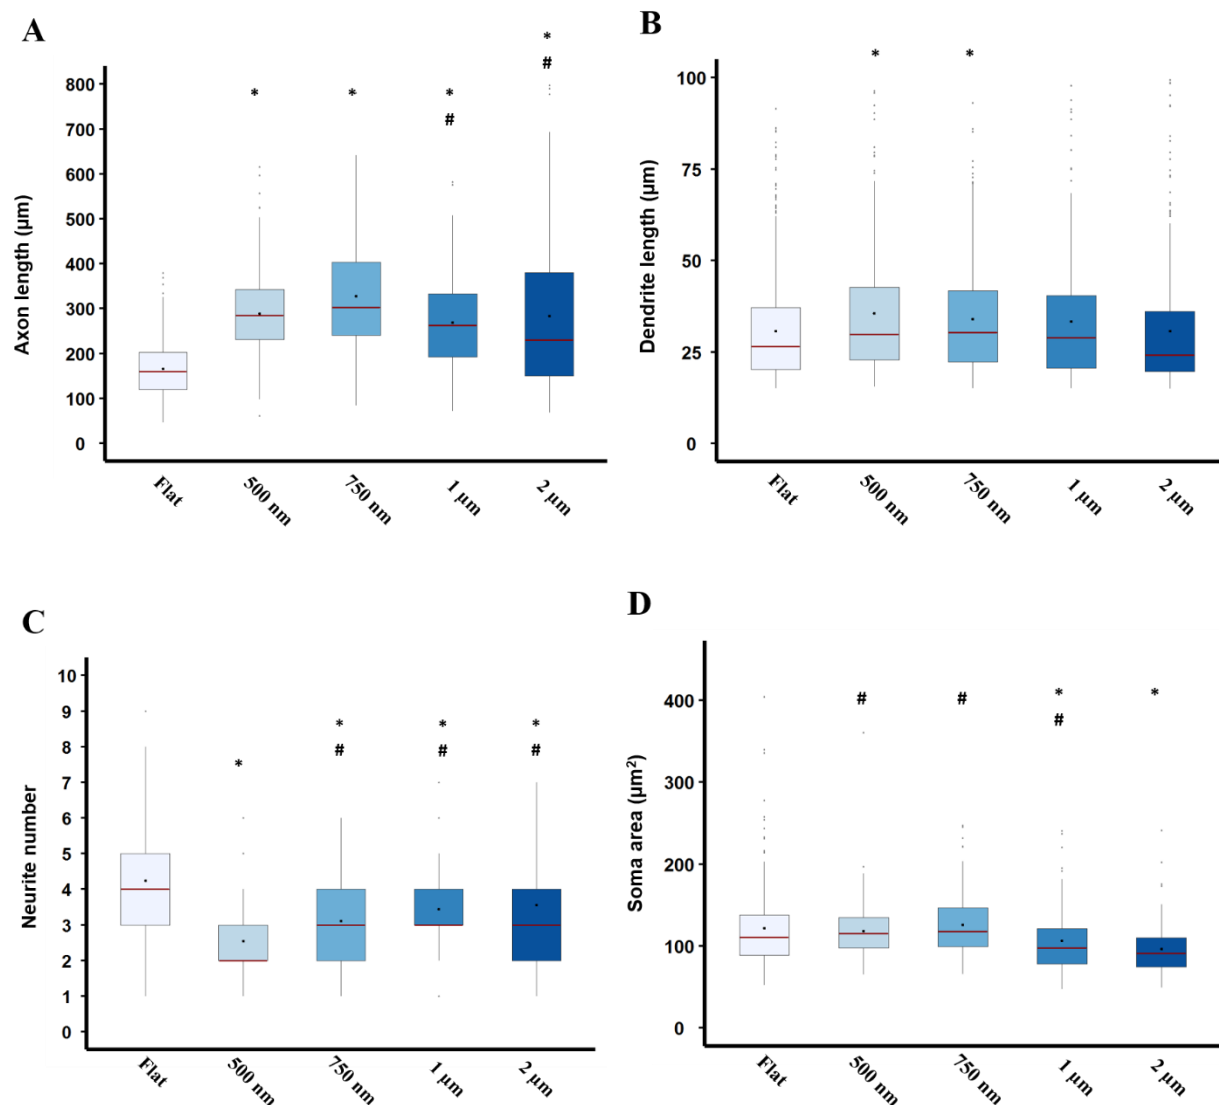 A
Axon length (µm)
800
700
600
500
400
300
200
100
0
*
*
*
#
*
#
Flat
500 nm
750 nm
1 µm
2 µm
B
Dendrite length (µm)
100
75
50
25
0
*
*
Flat
500 nm
750 nm
1 µm
2 µm
C
Neurite number
10
9
8
7
6
5
4
3
2
1
0
*
*
#
*
#
*
#
Flat
500 nm
750 nm
1 µm
2 µm
D
Soma area (µm²)
400
300
200
100
0
#
#
*
#
*
Flat
500 nm
750 nm
1 µm
2 µm